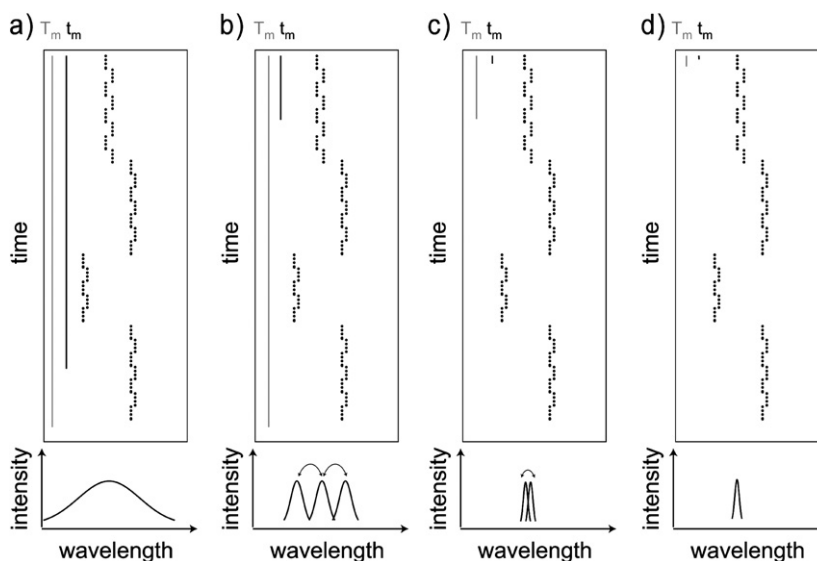 a) Tm tm
b) Tm tm
c) Tm tm
d) Tm tm
time
time
time
time
intensity
intensity
intensity
intensity
wavelength
wavelength
wavelength
wavelength